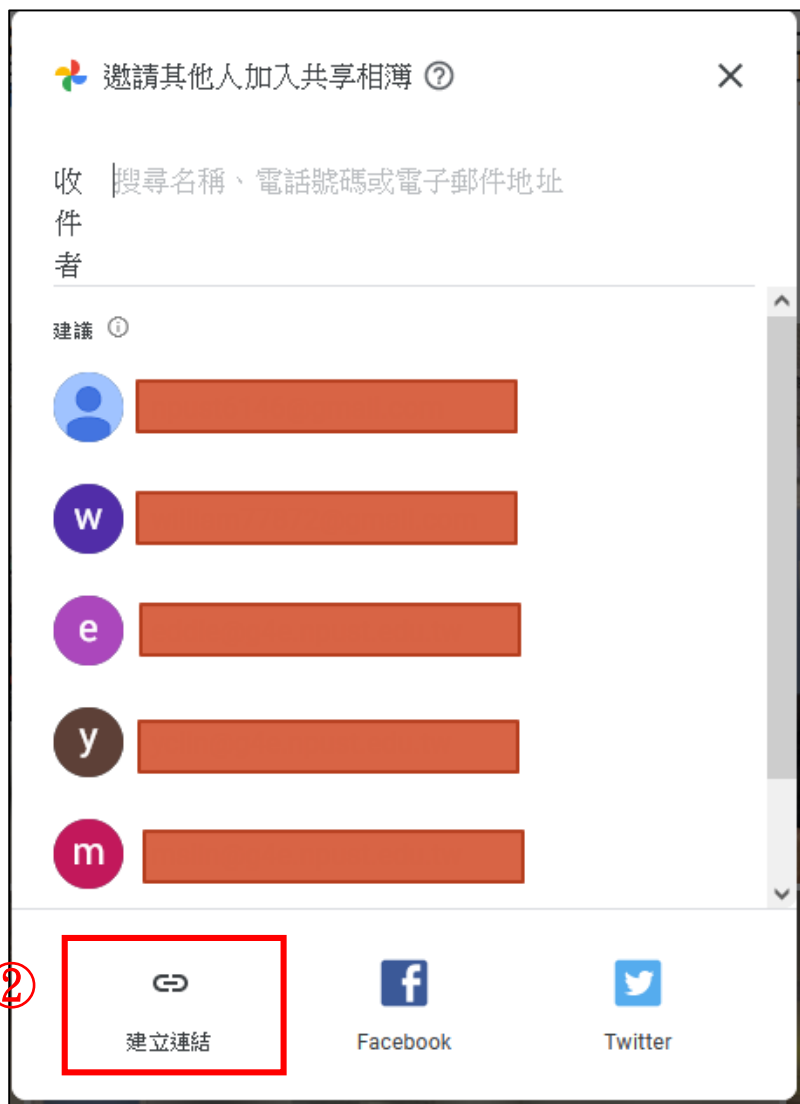 邀請其他人加入共享相簿 ?
收件者
搜尋名稱、電話號碼或電子郵件地址
建議
w
e
y
m
②
建立連結
Facebook
Twitter